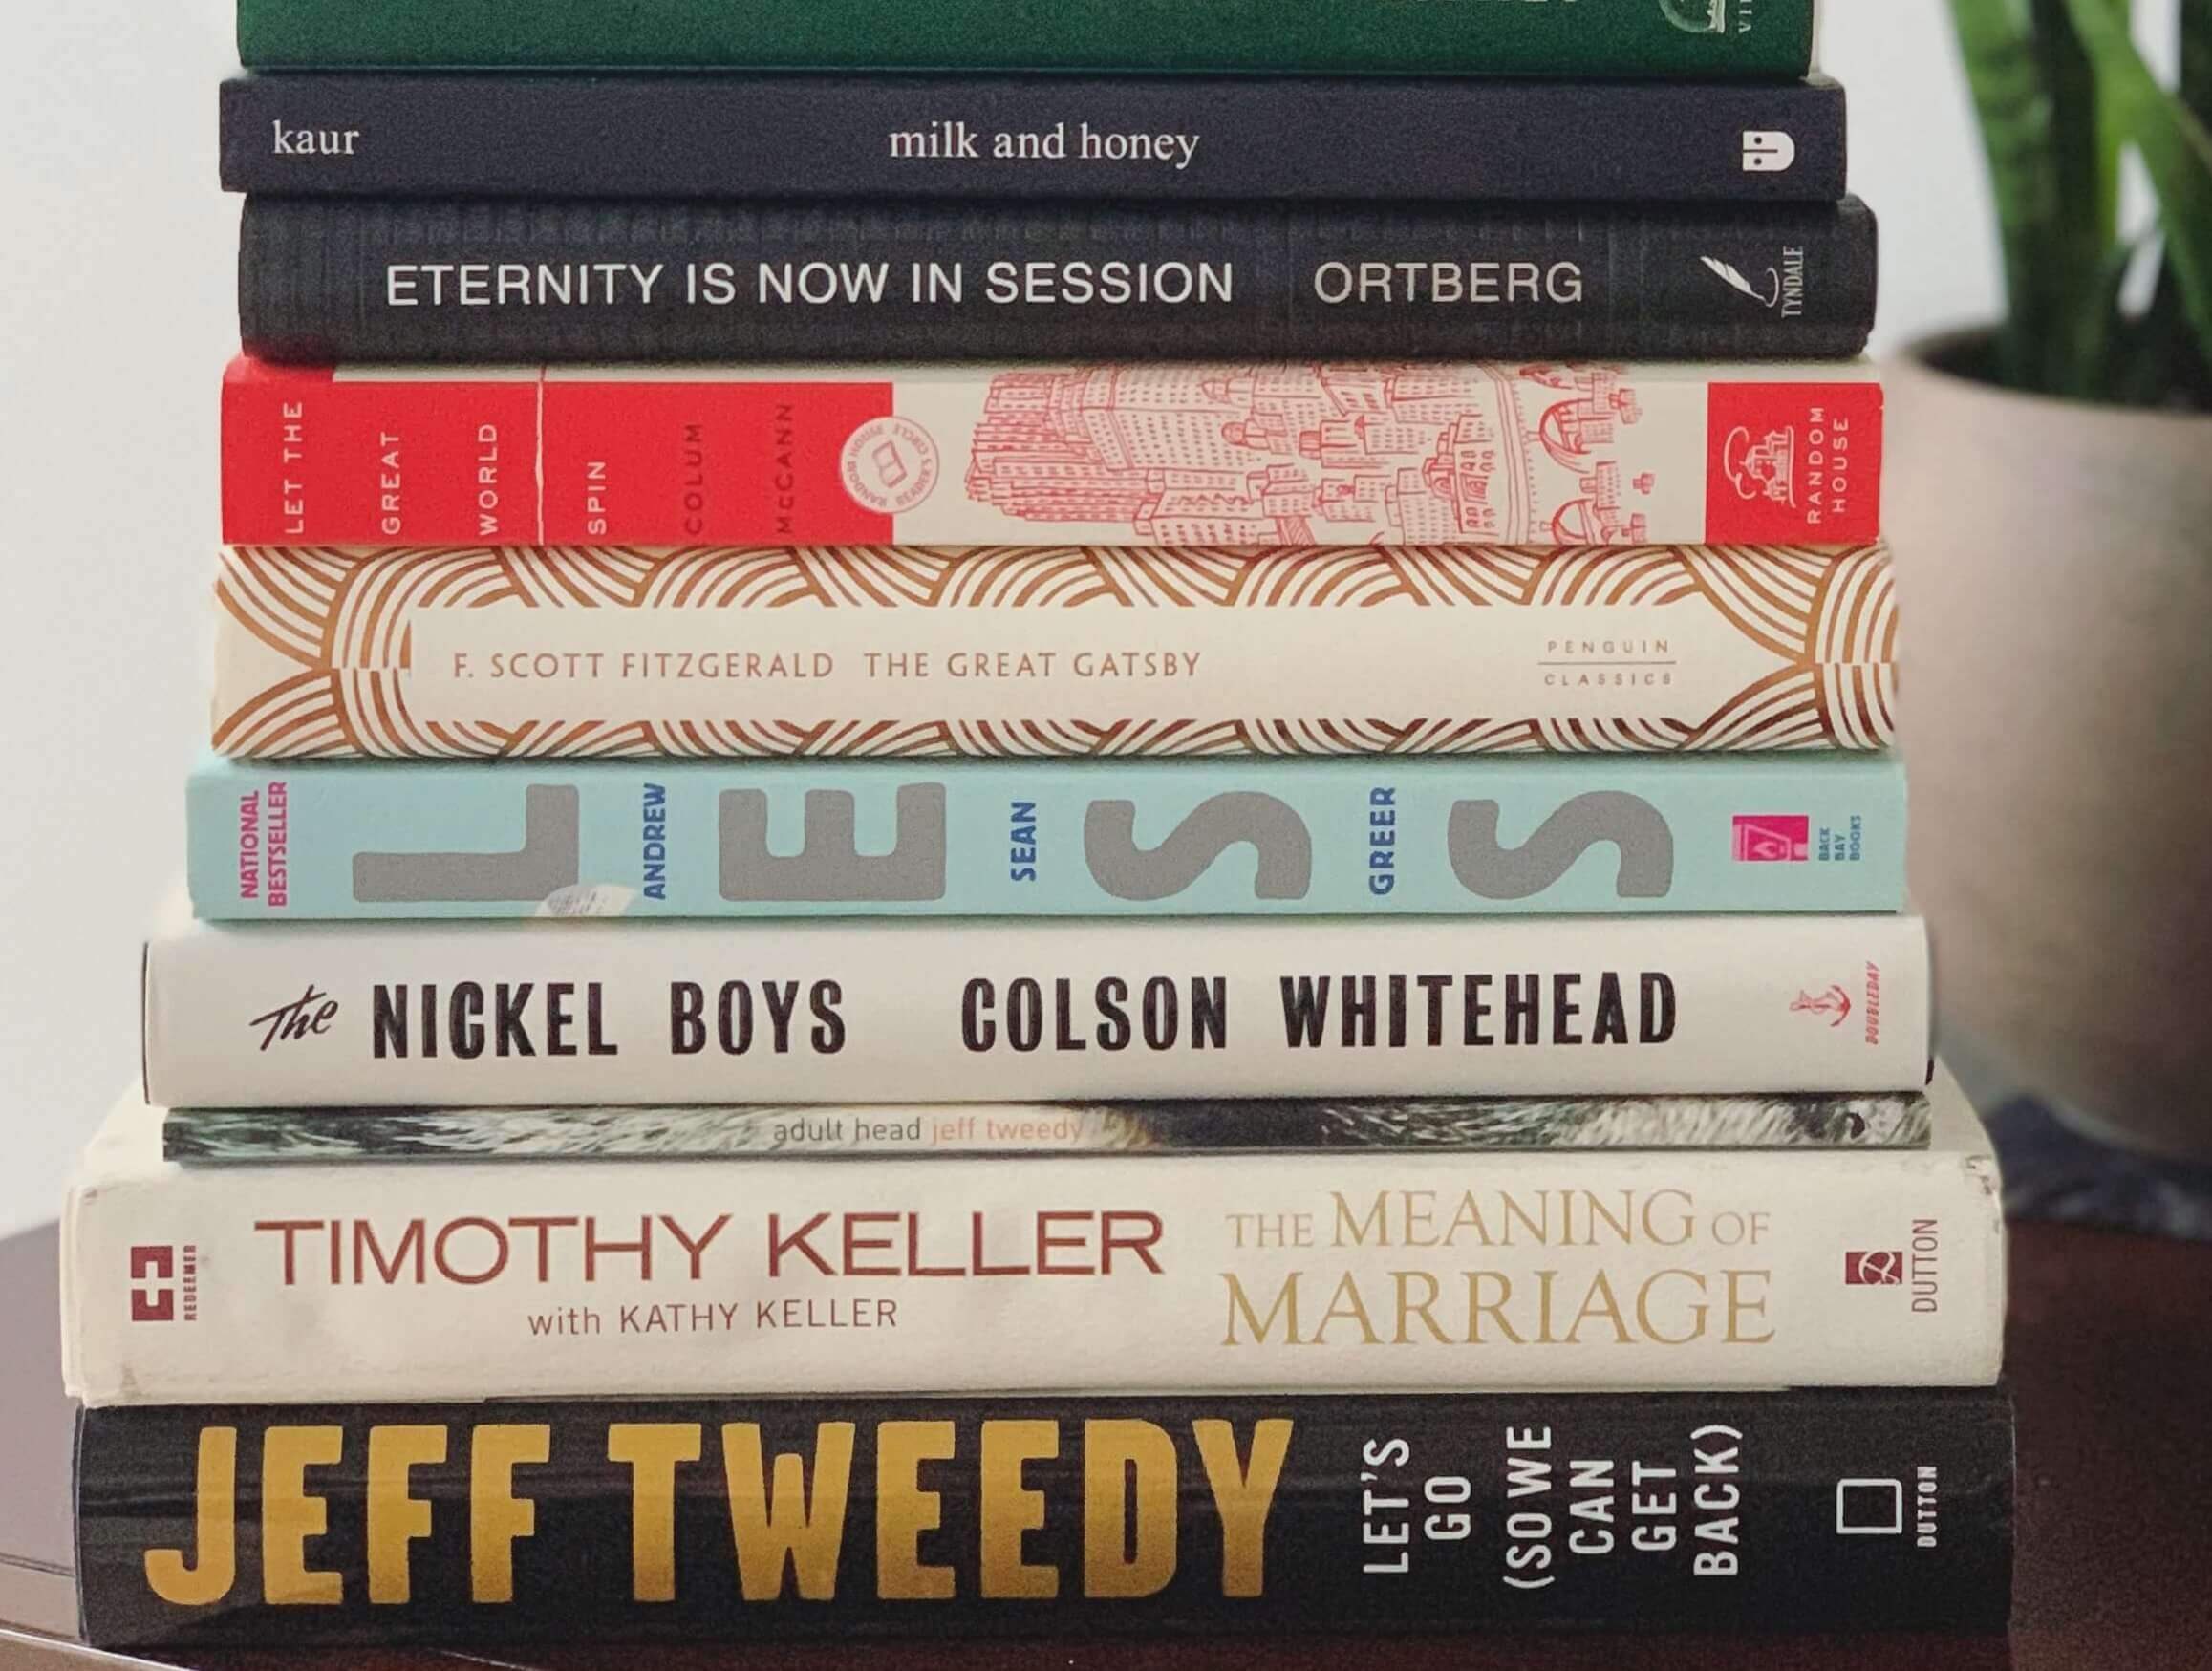 kaur milk and honey
ETERNITY IS NOW IN SESSION ORTBERG
TYNDALE
LET THE
GREAT
WORLD
SPIN
COLUM
McCANN
RANDOM
HOUSE
F. SCOTT FITZGERALD THE GREAT GATSBY
PENGUIN
CLASSICS
NATIONAL
BESTSELLER
LESS
ANDREW
SEAN
GREER
BACK
BAY
BOOKS
The NICKEL BOYS COLSON WHITEHEAD
DOUBLEDAY
adult head jeff tweedy
REDEEMER
TIMOTHY KELLER
with KATHY KELLER
THE MEANING OF
MARRIAGE
DUTTON
JEFF TWEEDY
LET'S
GO
(SO WE
CAN
GET
BACK)
DUTTON